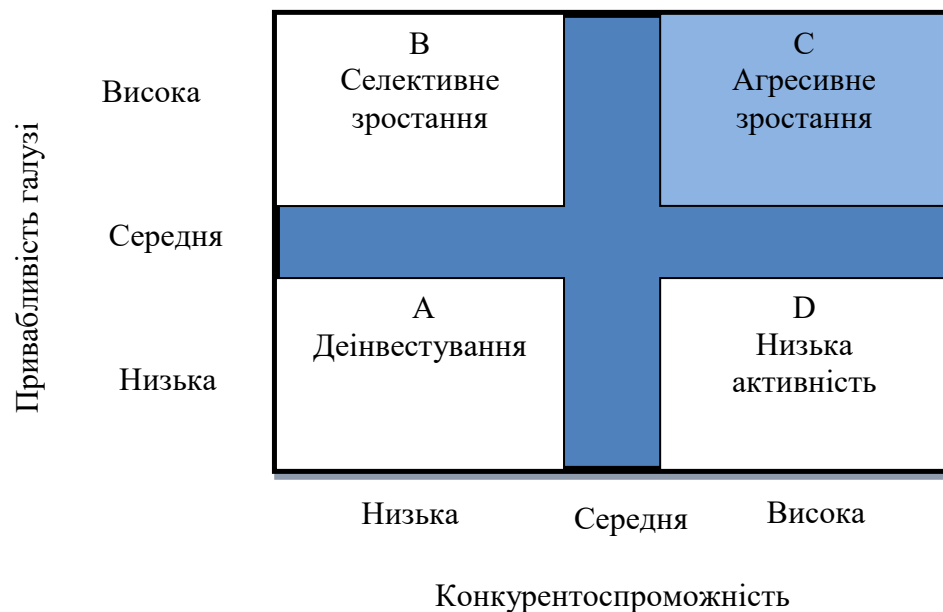 Привабливість галузі
Висока
Середня
Низька
B
Селективне
зростання
C
Агресивне
зростання
A
Деінвестування
D
Низька
активність
Низька
Середня
Висока
Конкурентоспроможність